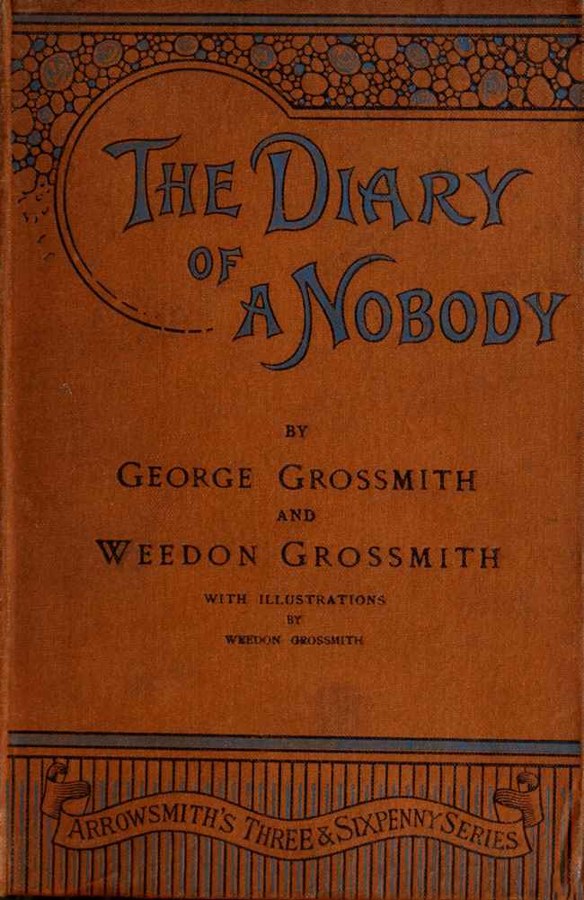 THE DIARY
OF
A NOBODY
BY
GEORGE GROSSMITH
AND
WEEDON GROSSMITH
WITH ILLUSTRATIONS
BY
WEEDON GROSSMITH
ARROWSMITH'S THREE & SIXPENNY SERIES